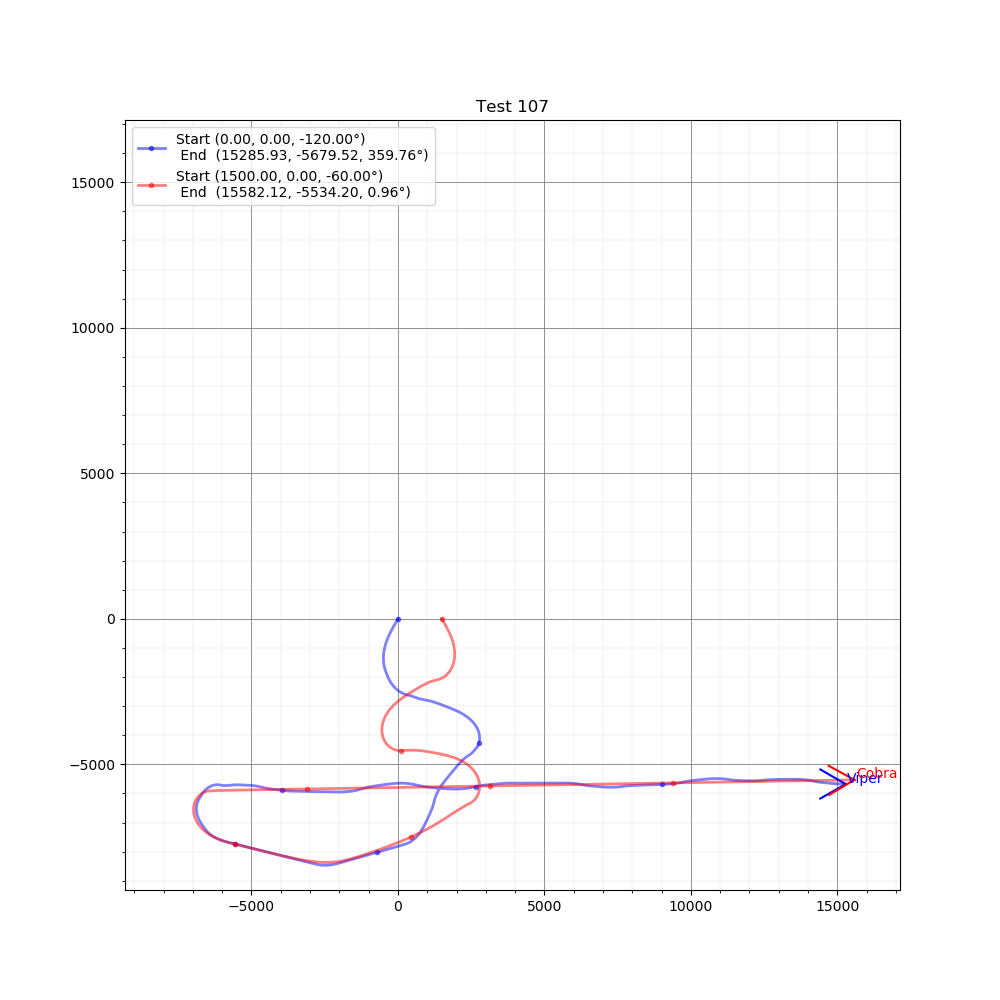 Test 107
Start (0.00, 0.00, -120.00°)
End (15285.93, -5679.52, 359.76°)
Start (1500.00, 0.00, -60.00°)
End (15582.12, -5534.20, 0.96°)
15000
10000
5000
0
−5000
Cobra
Viper
−5000
0
5000
10000
15000